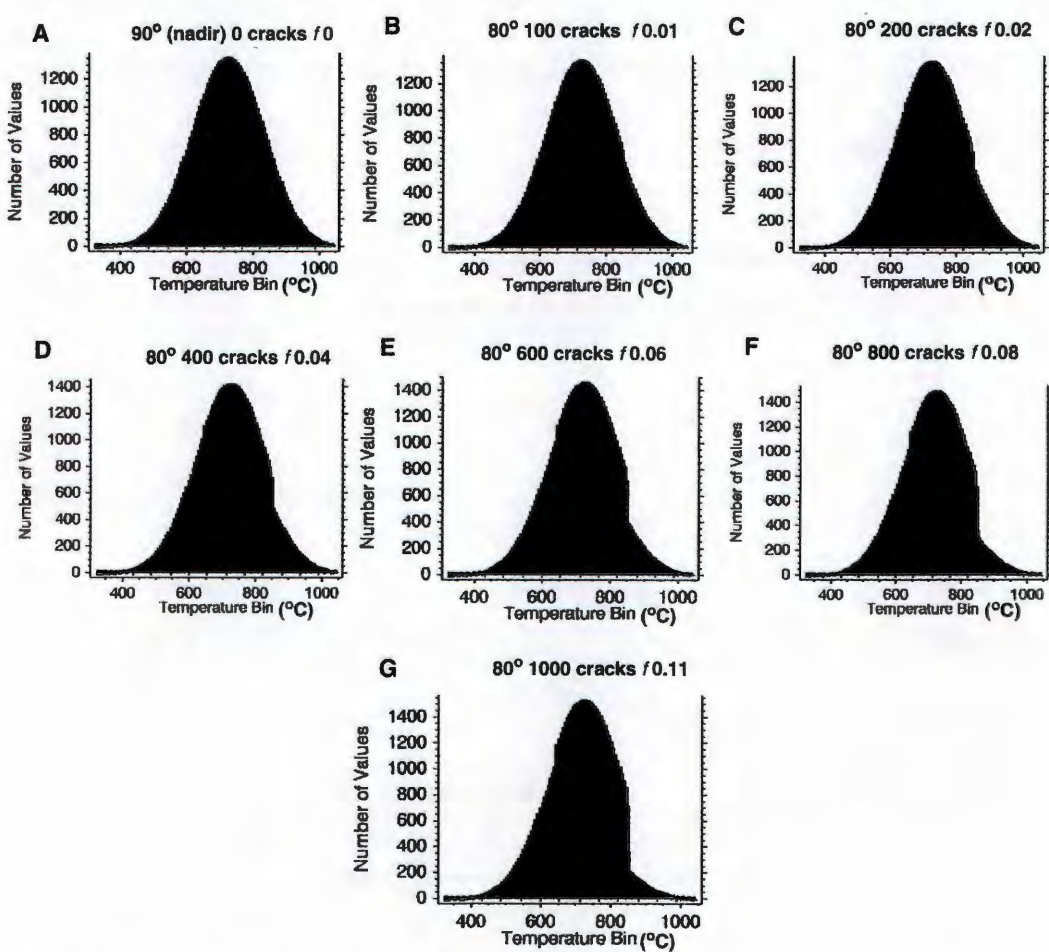 A
90° (nadir) 0 cracks f 0
Number of Values
1200
1000
800
600
400
200
0
400 600 800 1000
Temperature Bin (°C)
B
80° 100 cracks f 0.01
Number of Values
1200
1000
800
600
400
200
0
400 600 800 1000
Temperature Bin (°C)
C
80° 200 cracks f 0.02
Number of Values
1200
1000
800
600
400
200
0
400 600 800 1000
Temperature Bin (°C)
D
80° 400 cracks f 0.04
Number of Values
1400
1200
1000
800
600
400
200
0
400 600 800 1000
Temperature Bin (°C)
E
80° 600 cracks f 0.06
Number of Values
1400
1200
1000
800
600
400
200
0
400 600 800 1000
Temperature Bin (°C)
F
80° 800 cracks f 0.08
Number of Values
1400
1200
1000
800
600
400
200
0
400 600 800 1000
Temperature Bin (°C)
G
80° 1000 cracks f 0.11
Number of Values
1400
1200
1000
800
600
400
200
0
400 600 800 1000
Temperature Bin (°C)